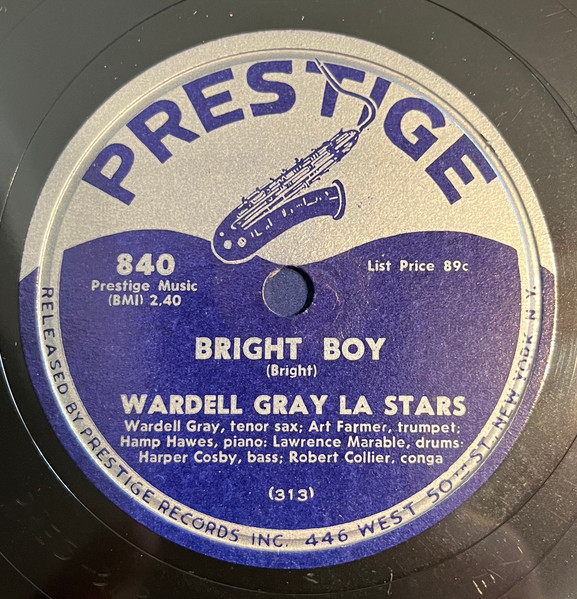 PRESTIGE
840
Prestige Music
(BMI) 2.40
List Price 89c
BRIGHT BOY
(Bright)
WARDELL GRAY LA STARS
Wardell Gray, tenor sax; Art Farmer, trumpet;
Hamp Hawes, piano: Lawrence Marable, drums:
Harper Cosby, bass; Robert Collier, conga
(313)
RELEASED BY PRESTIGE RECORDS INC. 446 WEST 50TH ST., NEW YORK N.Y.